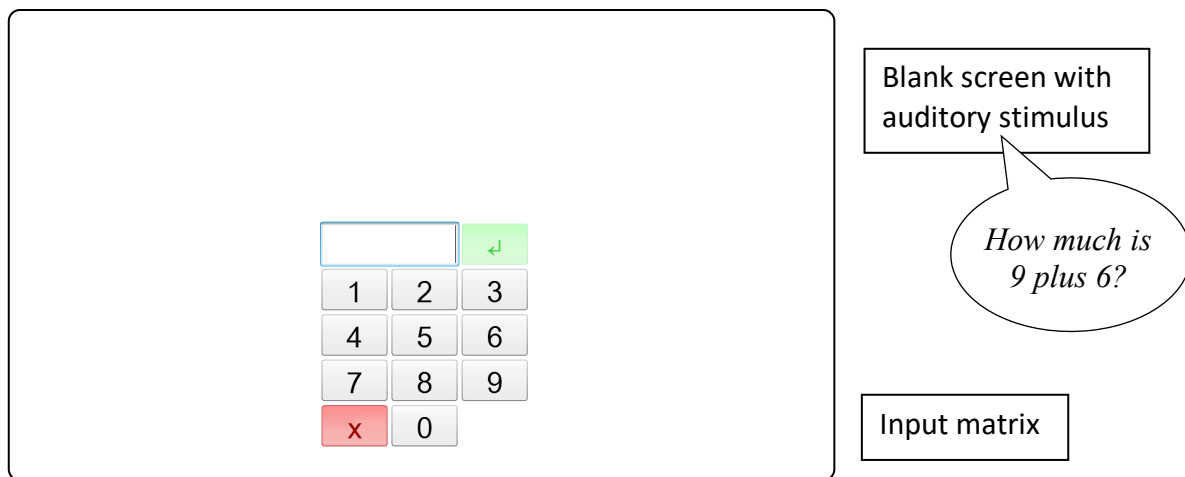 Blank screen with
auditory stimulus
How much is
9 plus 6?
↵
1 2 3
4 5 6
7 8 9
x 0
Input matrix